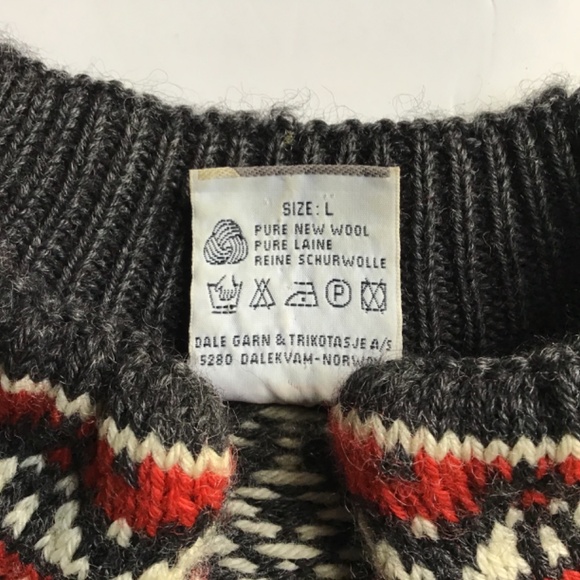 SIZE: L
PURE NEW WOOL
PURE LAINE
REINE SCHURWOLLE
P
DALE GARN & TRIKOTASJE A/S
5280 DALEKVAM-NORWAY